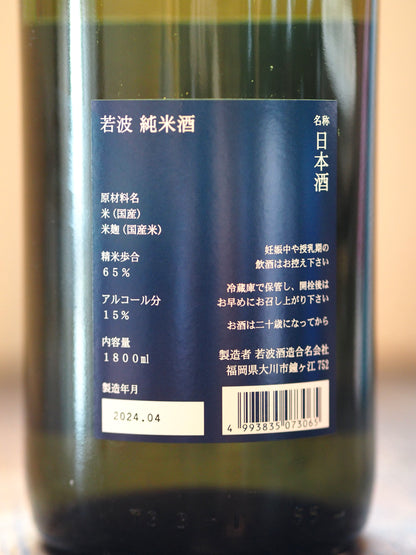 若波 純米酒
名称
日本酒
原材料名
米(国産)
米麹(国産米)
精米歩合
65%
アルコール分
15%
内容量
1800ml
製造年月
2024.04
妊娠中や授乳期の
飲酒はお控え下さい
冷蔵庫で保管し、開栓後は
お早めにお召し上がり下さい
お酒は二十歳になってから
製造者 若波酒造合名会社
福岡県大川市鐘ヶ江752
4 993835 073065